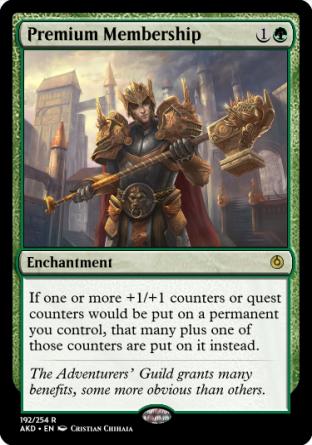 Premium Membership 1
Enchantment
If one or more +1/+1 counters or quest
counters would be put on a permanent
you control, that many plus one of
those counters are put on it instead.
The Adventurers' Guild grants many
benefits, some more obvious than others.
192/254 R
AKD • EN Cristian Chihaia